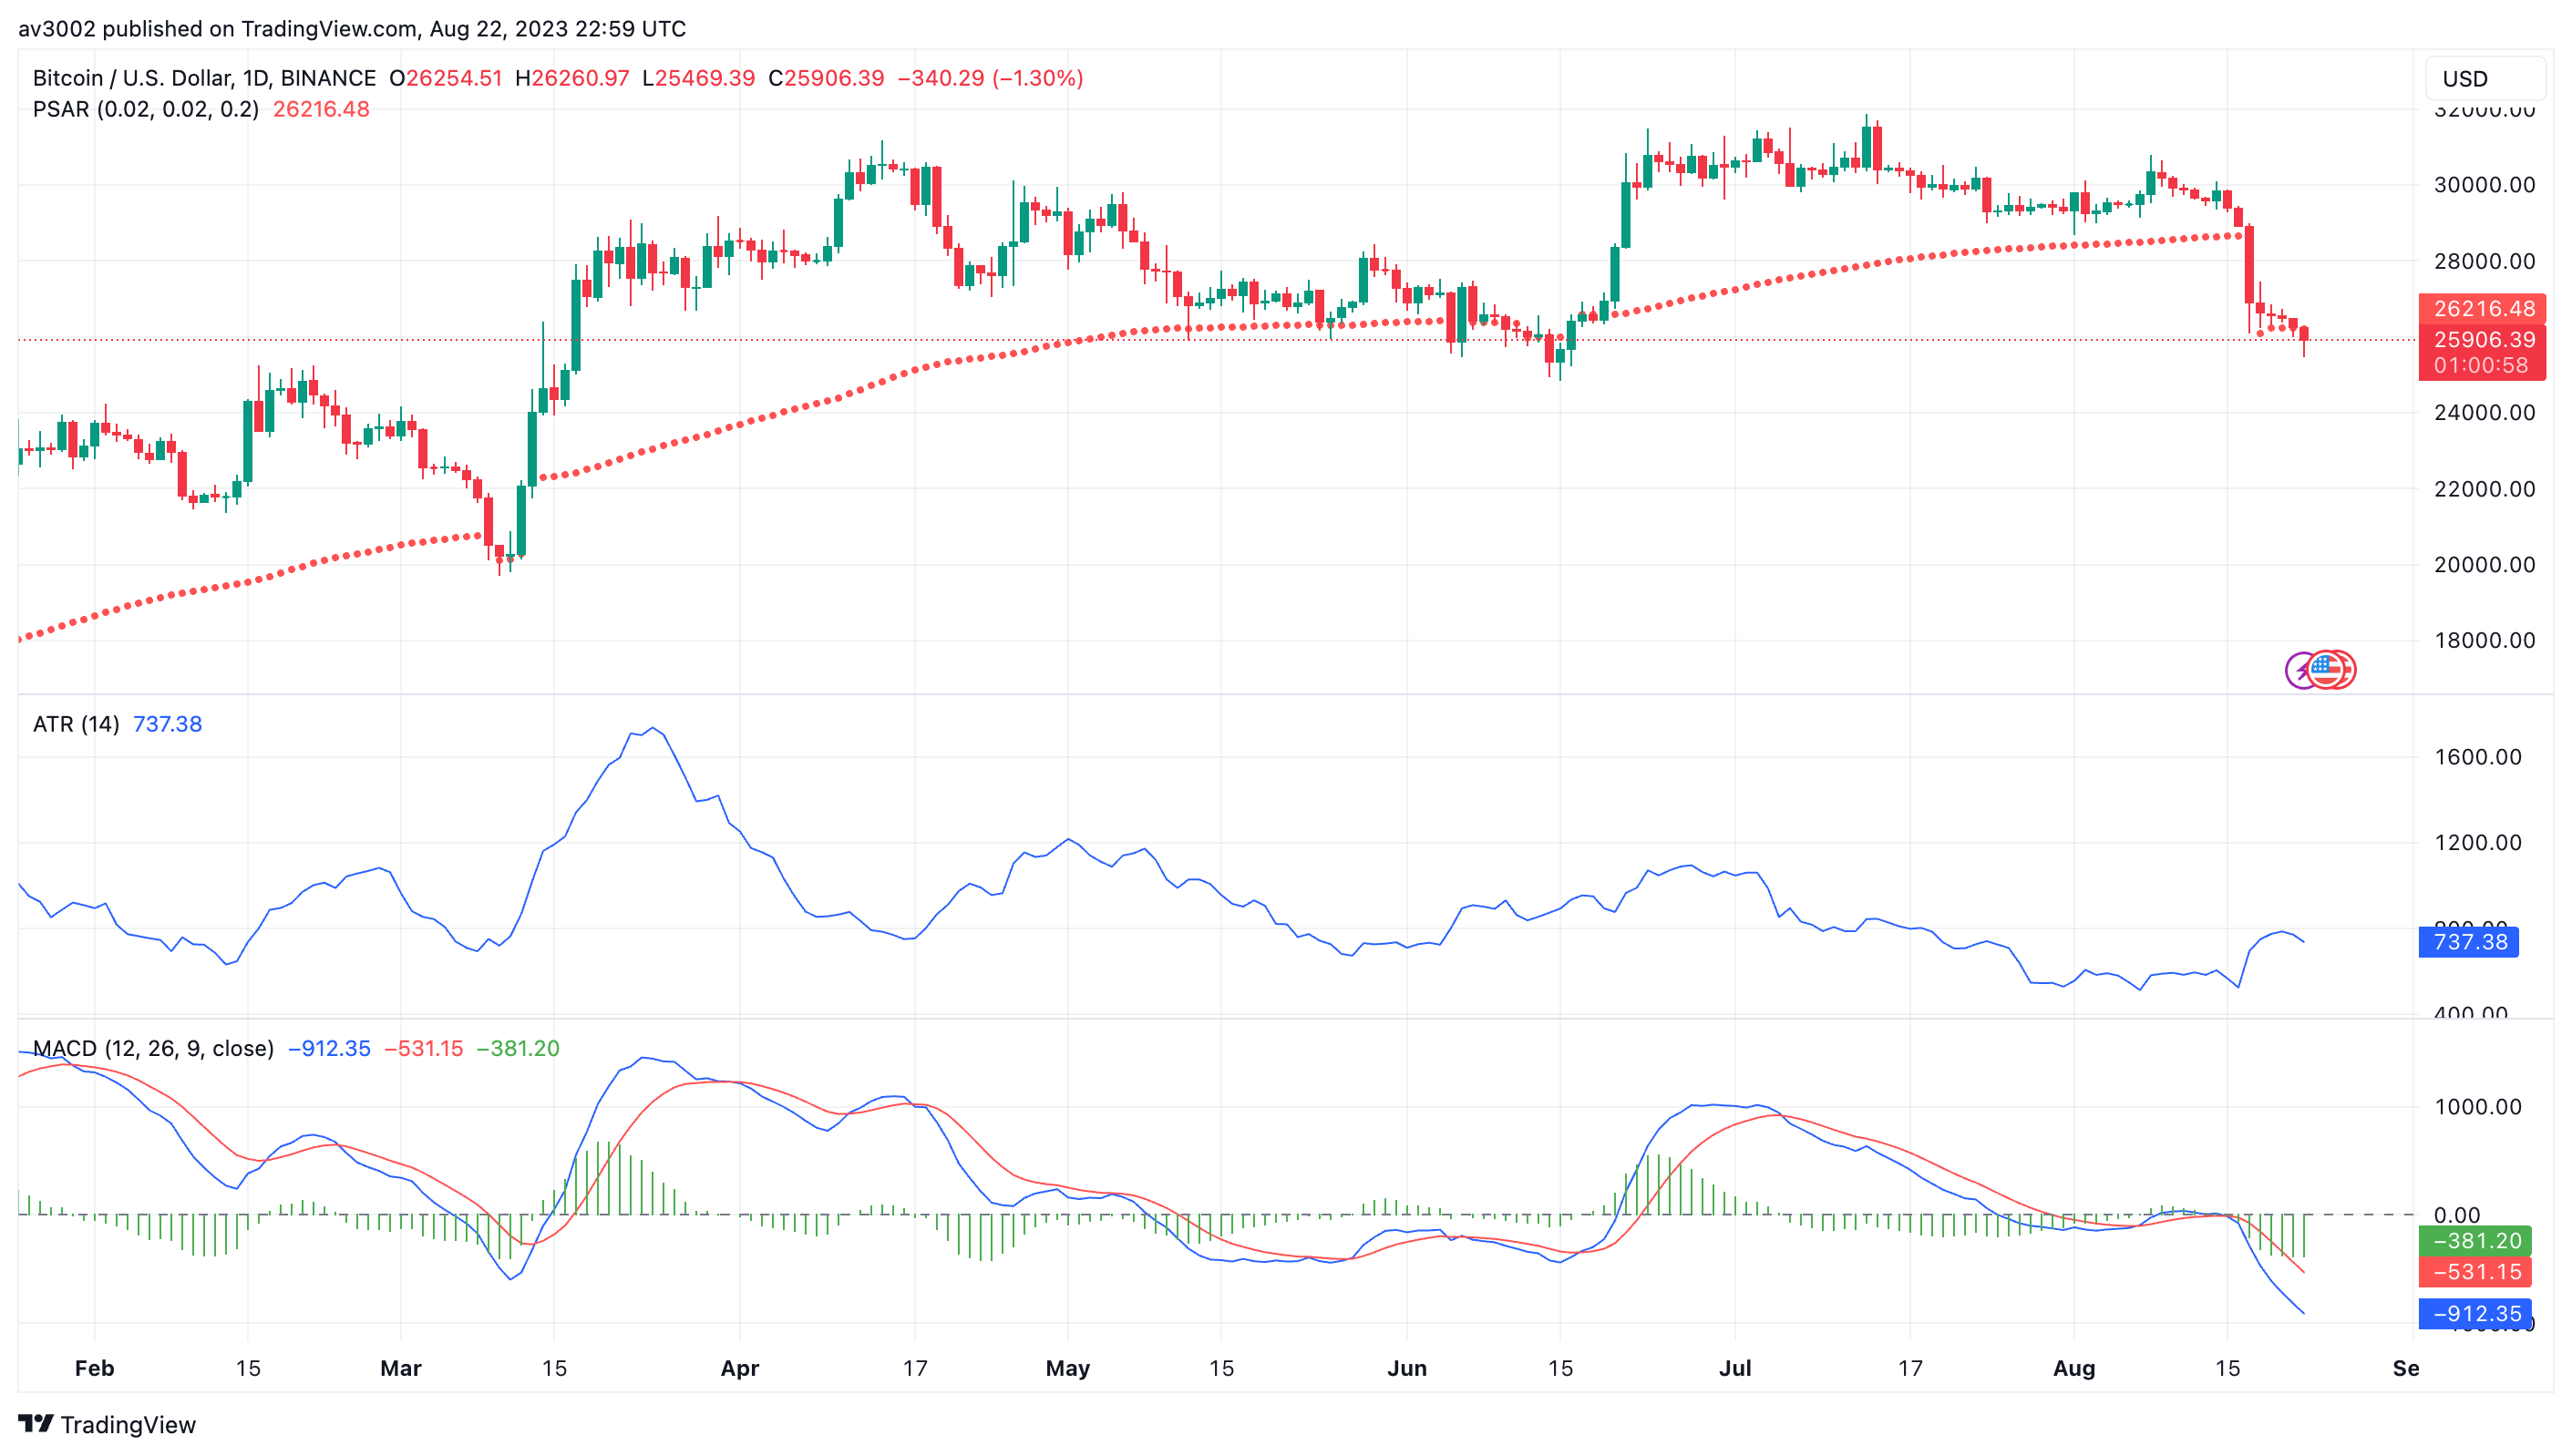 av3002 published on TradingView.com, Aug 22, 2023 22:59 UTC
Bitcoin / U.S. Dollar, 1D, BINANCE O26254.51 H26260.97 L25469.39 C25906.39 −340.29 (−1.30%)
PSAR (0.02, 0.02, 0.2) 26216.48
USD
32000.00
30000.00
28000.00
26216.48
25906.39
01:00:58
24000.00
22000.00
20000.00
18000.00
ATR (14) 737.38
1600.00
1200.00
800.00
737.38
400.00
MACD (12, 26, 9, close) −912.35 −531.15 −381.20
1000.00
0.00
−381.20
−531.15
−912.35
Feb 15 Mar 15 Apr 17 May 15 Jun 15 Jul 17 Aug 15 Se
TradingView